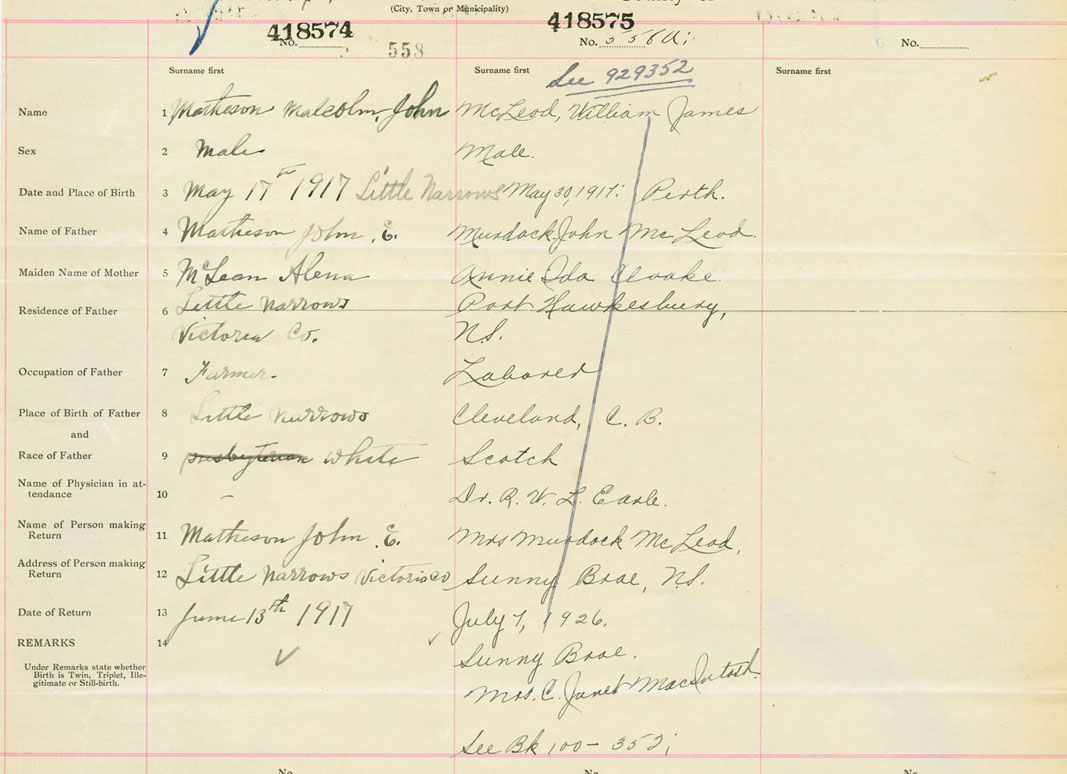 (City, Town or Municipality)
418574
No.
558
418575
No. 558 A;
No.
Surname first
Surname first
See 929352
Surname first
Name 1 Matheson Malcolm John McLeod, William James
Sex 2 Male Male.
Date and Place of Birth 3 May 17th 1917 Little Narrows May 30, 1917: Perth.
Name of Father 4 Matheson John, E. Murdock John McLeod.
Maiden Name of Mother 5 McLean Alena Annie Ida Cloake.
Residence of Father 6 Little Narrows Port Hawkesbury,
Victoria Co. N.S.
Occupation of Father 7 Farmer. Laborer
Place of Birth of Father 8 Little Narrows Cleveland, C. B.
and
Race of Father 9 presbyterian white Scotch
Name of Physician in at-
tendance 10 – Dr. R. W. L. Earle.
Name of Person making
Return 11 Matheson John, E. Mrs Murdock McLeod,
Address of Person making
Return 12 Little Narrows Victoria Co Sunny Brae, N.S.
Date of Return 13 June 13th 1917 July 7, 1926.
REMARKS 14
Under Remarks state whether
Birth is Twin, Triplet, Ille-
gitimate or Still-birth.
Sunny Brae.
Mrs. C. Janet MacIntosh.
See Bk 100 – 352;
No.
No.
No.